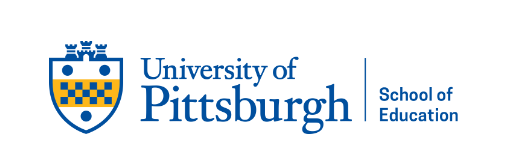 University of
Pittsburgh
School of
Education